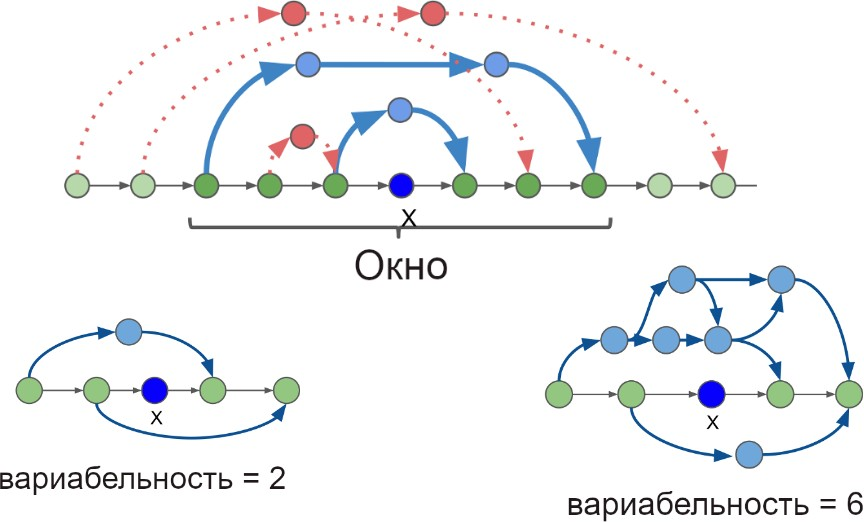 X
Окно
X
X
вариабельность = 2
вариабельность = 6